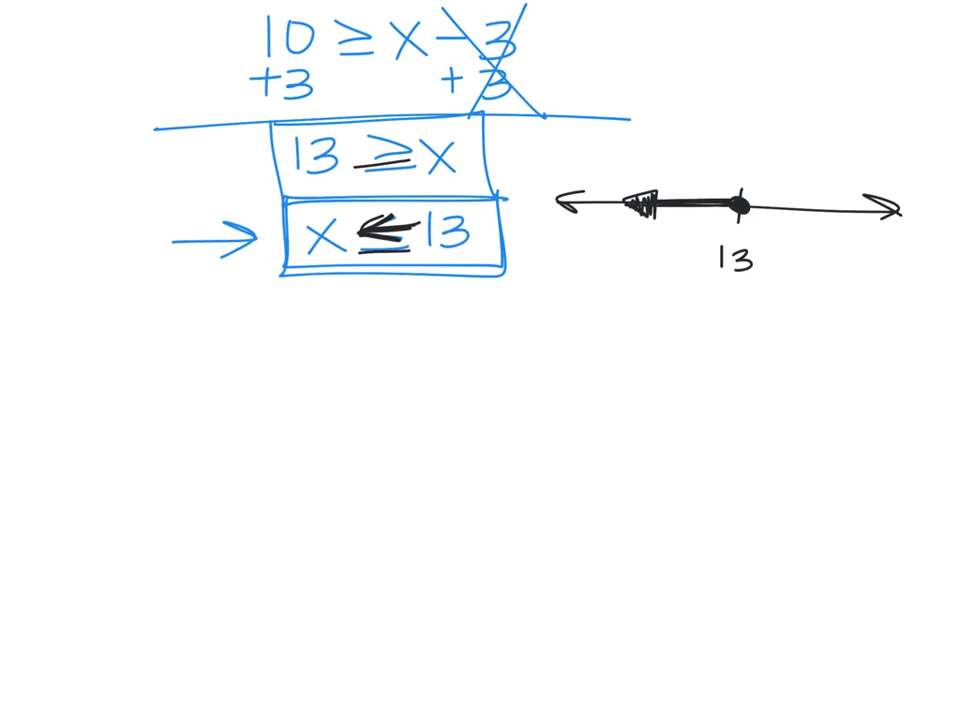 10 ≥ x - 3
+3 + 3
13 ≥ x
x ≤ 13
13